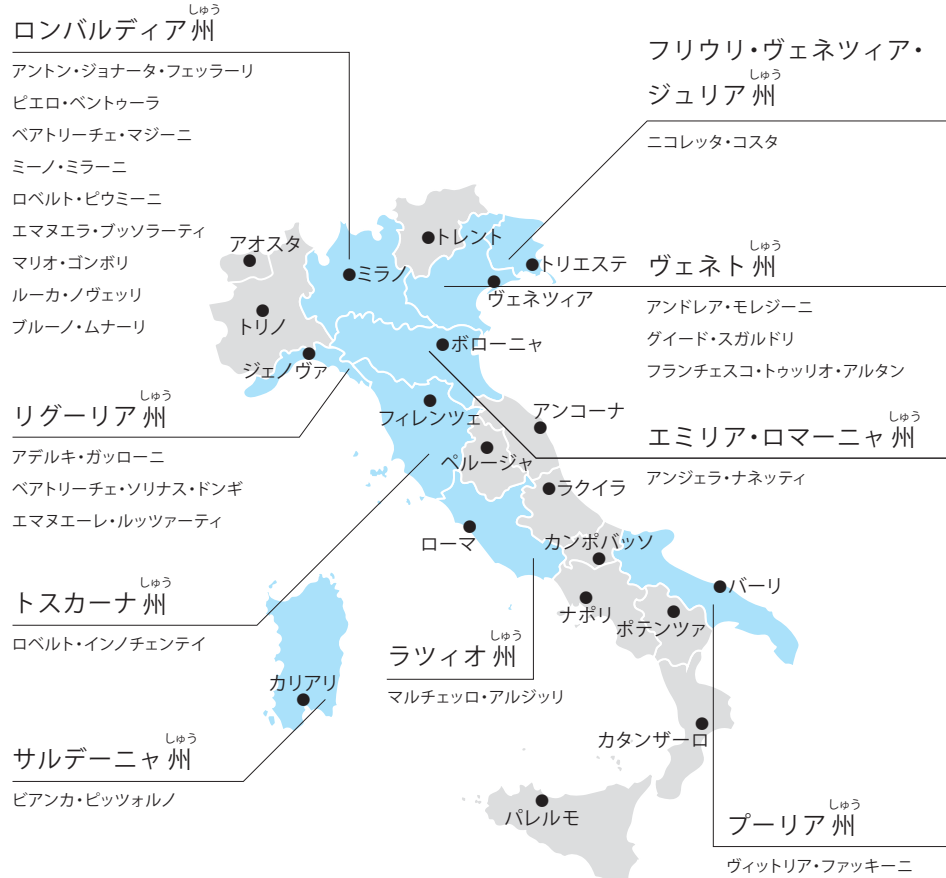 ロンバルディア州
しゅう
アントン・ジョナータ・フェッラーリ
ピエロ・ベントゥーラ
ベアトリーチェ・マジーニ
ミーノ・ミラーニ
ロベルト・ピウミーニ
エマヌエラ・ブッソラーティ
マリオ・ゴンボリ
ルーカ・ノヴェッリ
ブルーノ・ムナーリ
フリウリ・ヴェネツィア・
ジュリア州
しゅう
ニコレッタ・コスタ
アオスタ
トレント
トリエステ
ミラノ
ヴェネツィア
トリノ
ボローニャ
ジェノヴァ
ヴェネト州
しゅう
アンドレア・モレジーニ
グイード・スガルドリ
フランチェスコ・トゥッリオ・アルタン
リグーリア州
しゅう
アデルキ・ガッローニ
ベアトリーチェ・ソリナス・ドンギ
エマヌエーレ・ルッツァーティ
フィレンツェ
アンコーナ
ペルージャ
ラクイラ
エミリア・ロマーニャ州
しゅう
アンジェラ・ナネッティ
ローマ
カンポバッソ
バーリ
ナポリ
ポテンツァ
トスカーナ州
しゅう
ロベルト・インノチェンテイ
ラツィオ州
しゅう
マルチェッロ・アルジッリ
カリアリ
カタンザーロ
サルデーニャ州
しゅう
ビアンカ・ピッツォルノ
パレルモ
プーリア州
しゅう
ヴィットリア・ファッキーニ